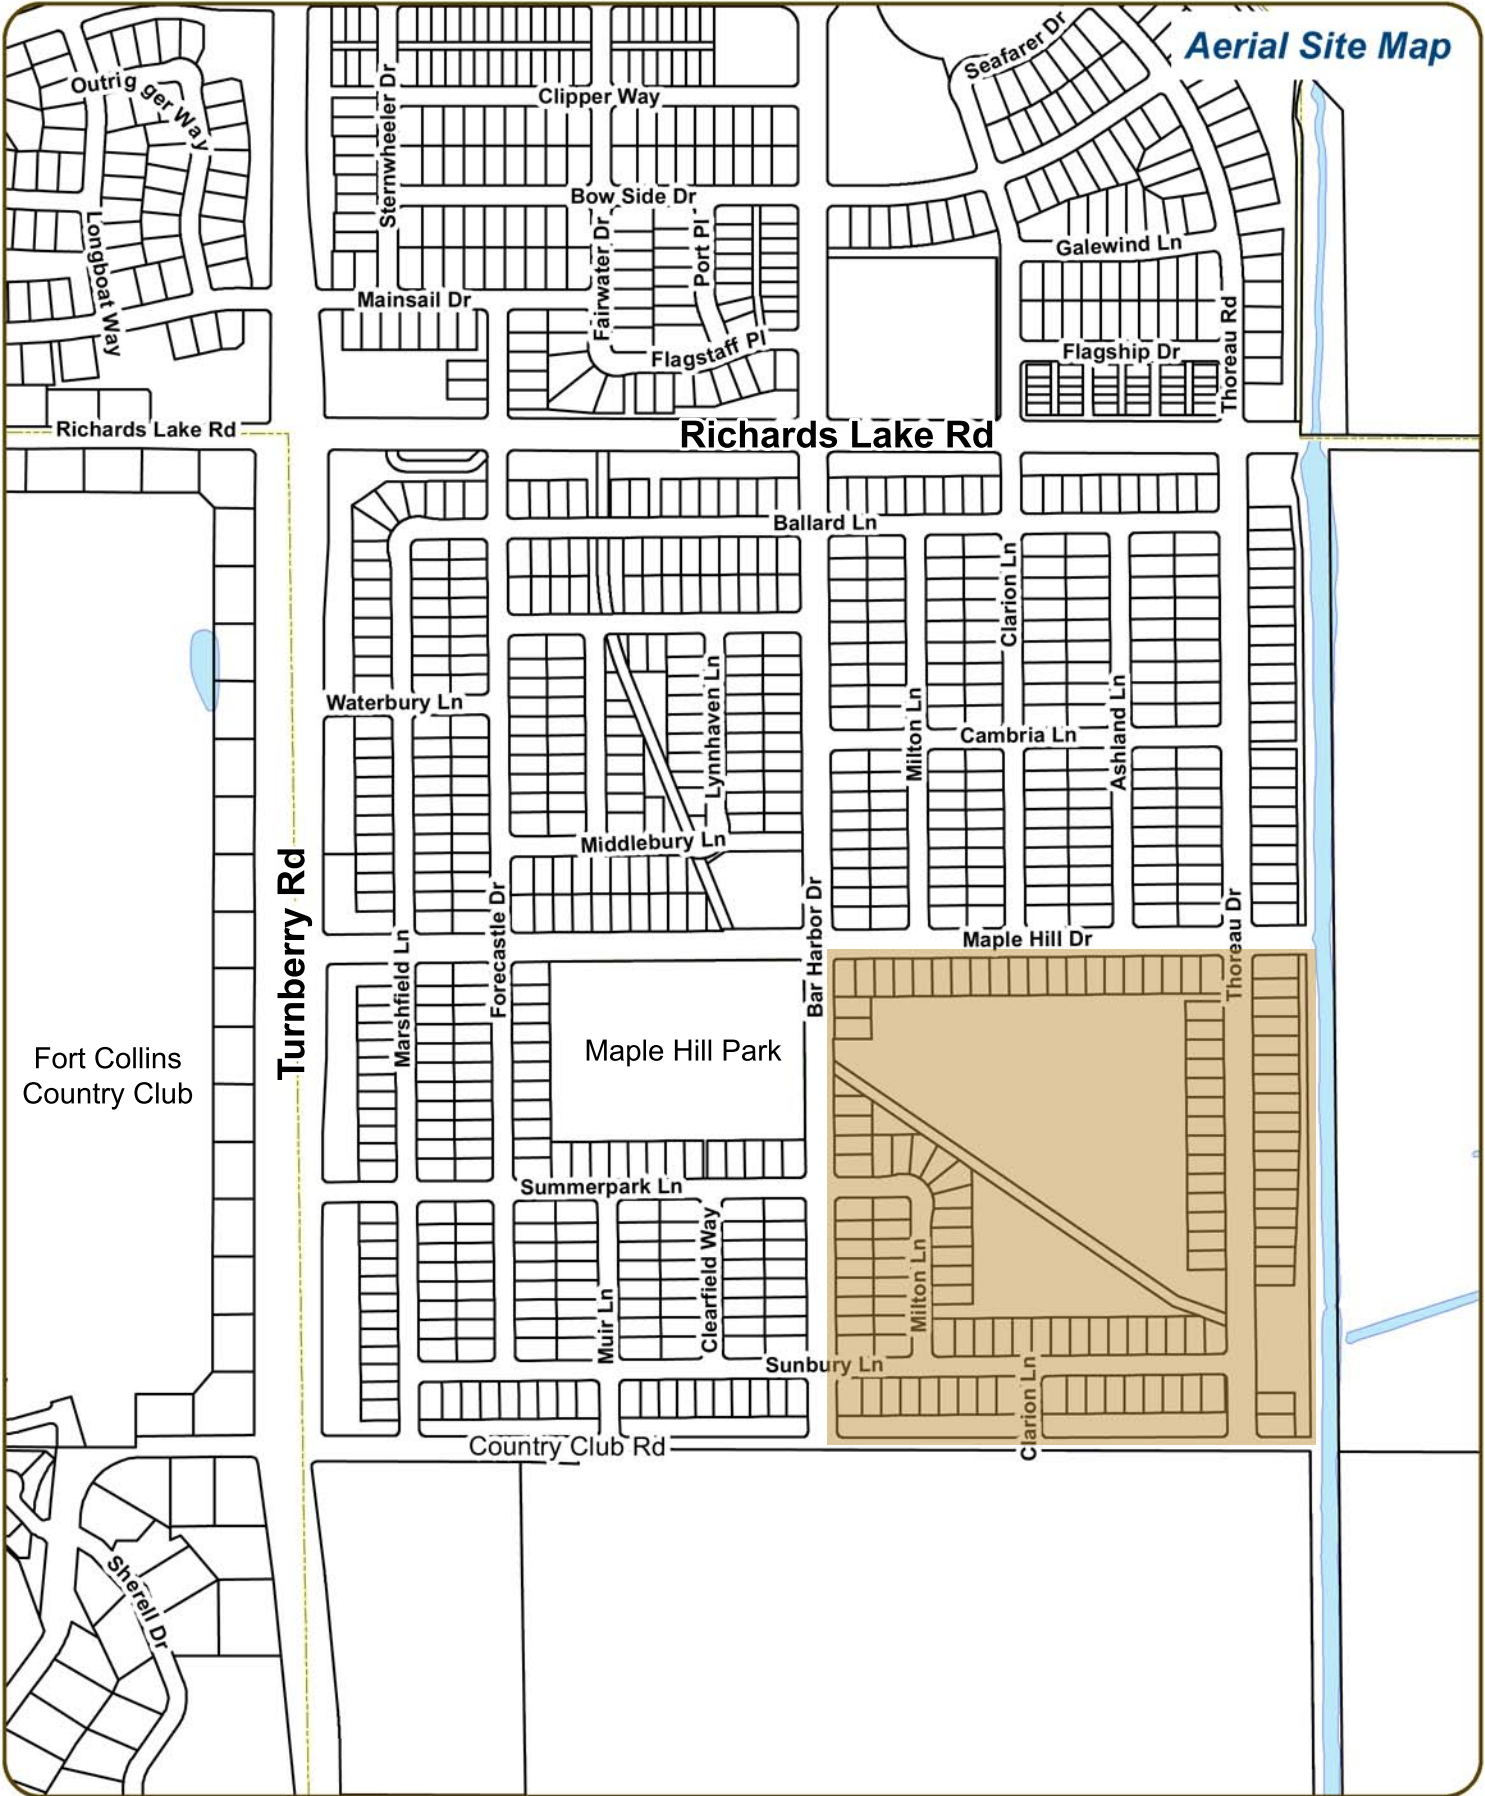 Aerial Site Map
Seafarer Dr
Outrig ger Way
Clipper Way
Sternwheeler Dr
Bow Side Dr
Longboat Way
Fairwater Dr
Port Pl
Galewind Ln
Mainsail Dr
Flagstaff Pl
Flagship Dr
Thoreau Rd
Richards Lake Rd
Richards Lake Rd
Ballard Ln
Clarion Ln
Waterbury Ln
Lynnhaven Ln
Milton Ln
Cambria Ln
Ashland Ln
Middlebury Ln
Turnberry Rd
Forecastle Dr
Bar Harbor Dr
Maple Hill Dr
Thoreau Dr
Marshfield Ln
Maple Hill Park
Fort Collins
Country Club
Summerpark Ln
Clearfield Way
Muir Ln
Milton Ln
Sunbury Ln
Clarion Ln
Country Club Rd
Sherell Dr